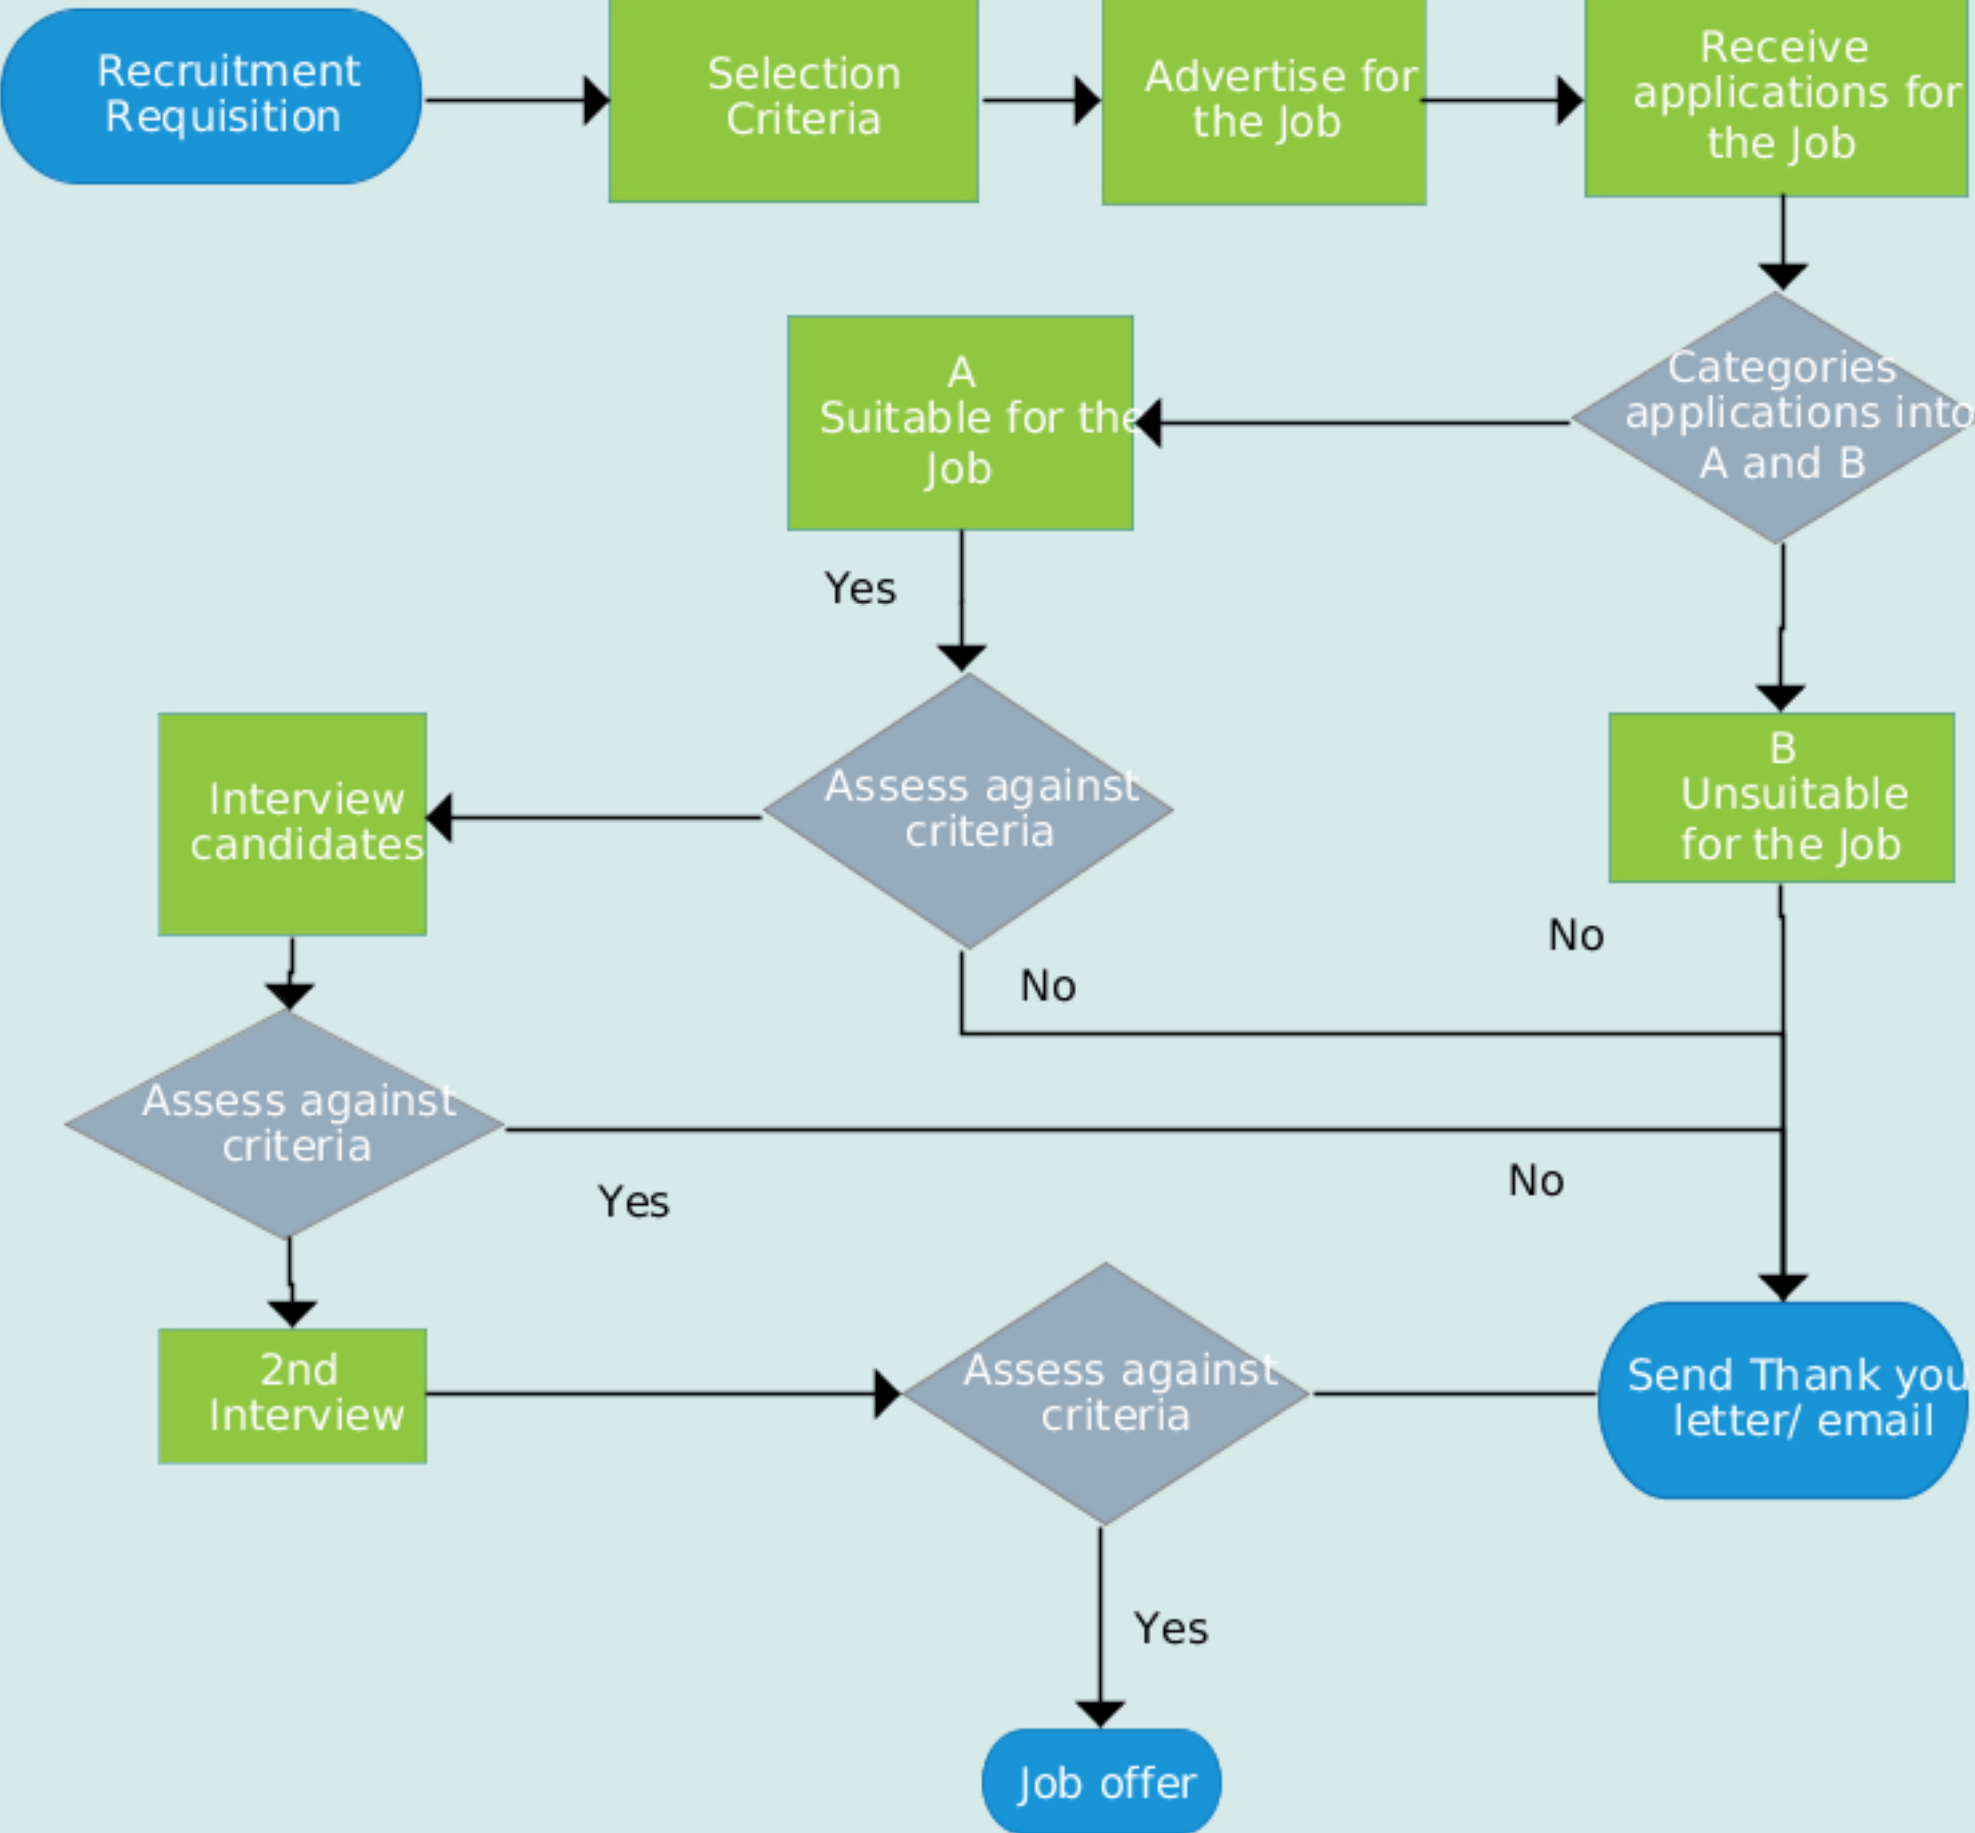 Recruitment
Requisition
Selection
Criteria
Advertise for
the Job
Receive
applications for
the Job
A
Suitable for the
Job
Categories
applications into
A and B
Yes
Interview
candidates
Assess against
criteria
B
Unsuitable
for the Job
No
No
Assess against
criteria
Yes
No
2nd
Interview
Assess against
criteria
Send Thank you
letter/ email
Yes
Job offer